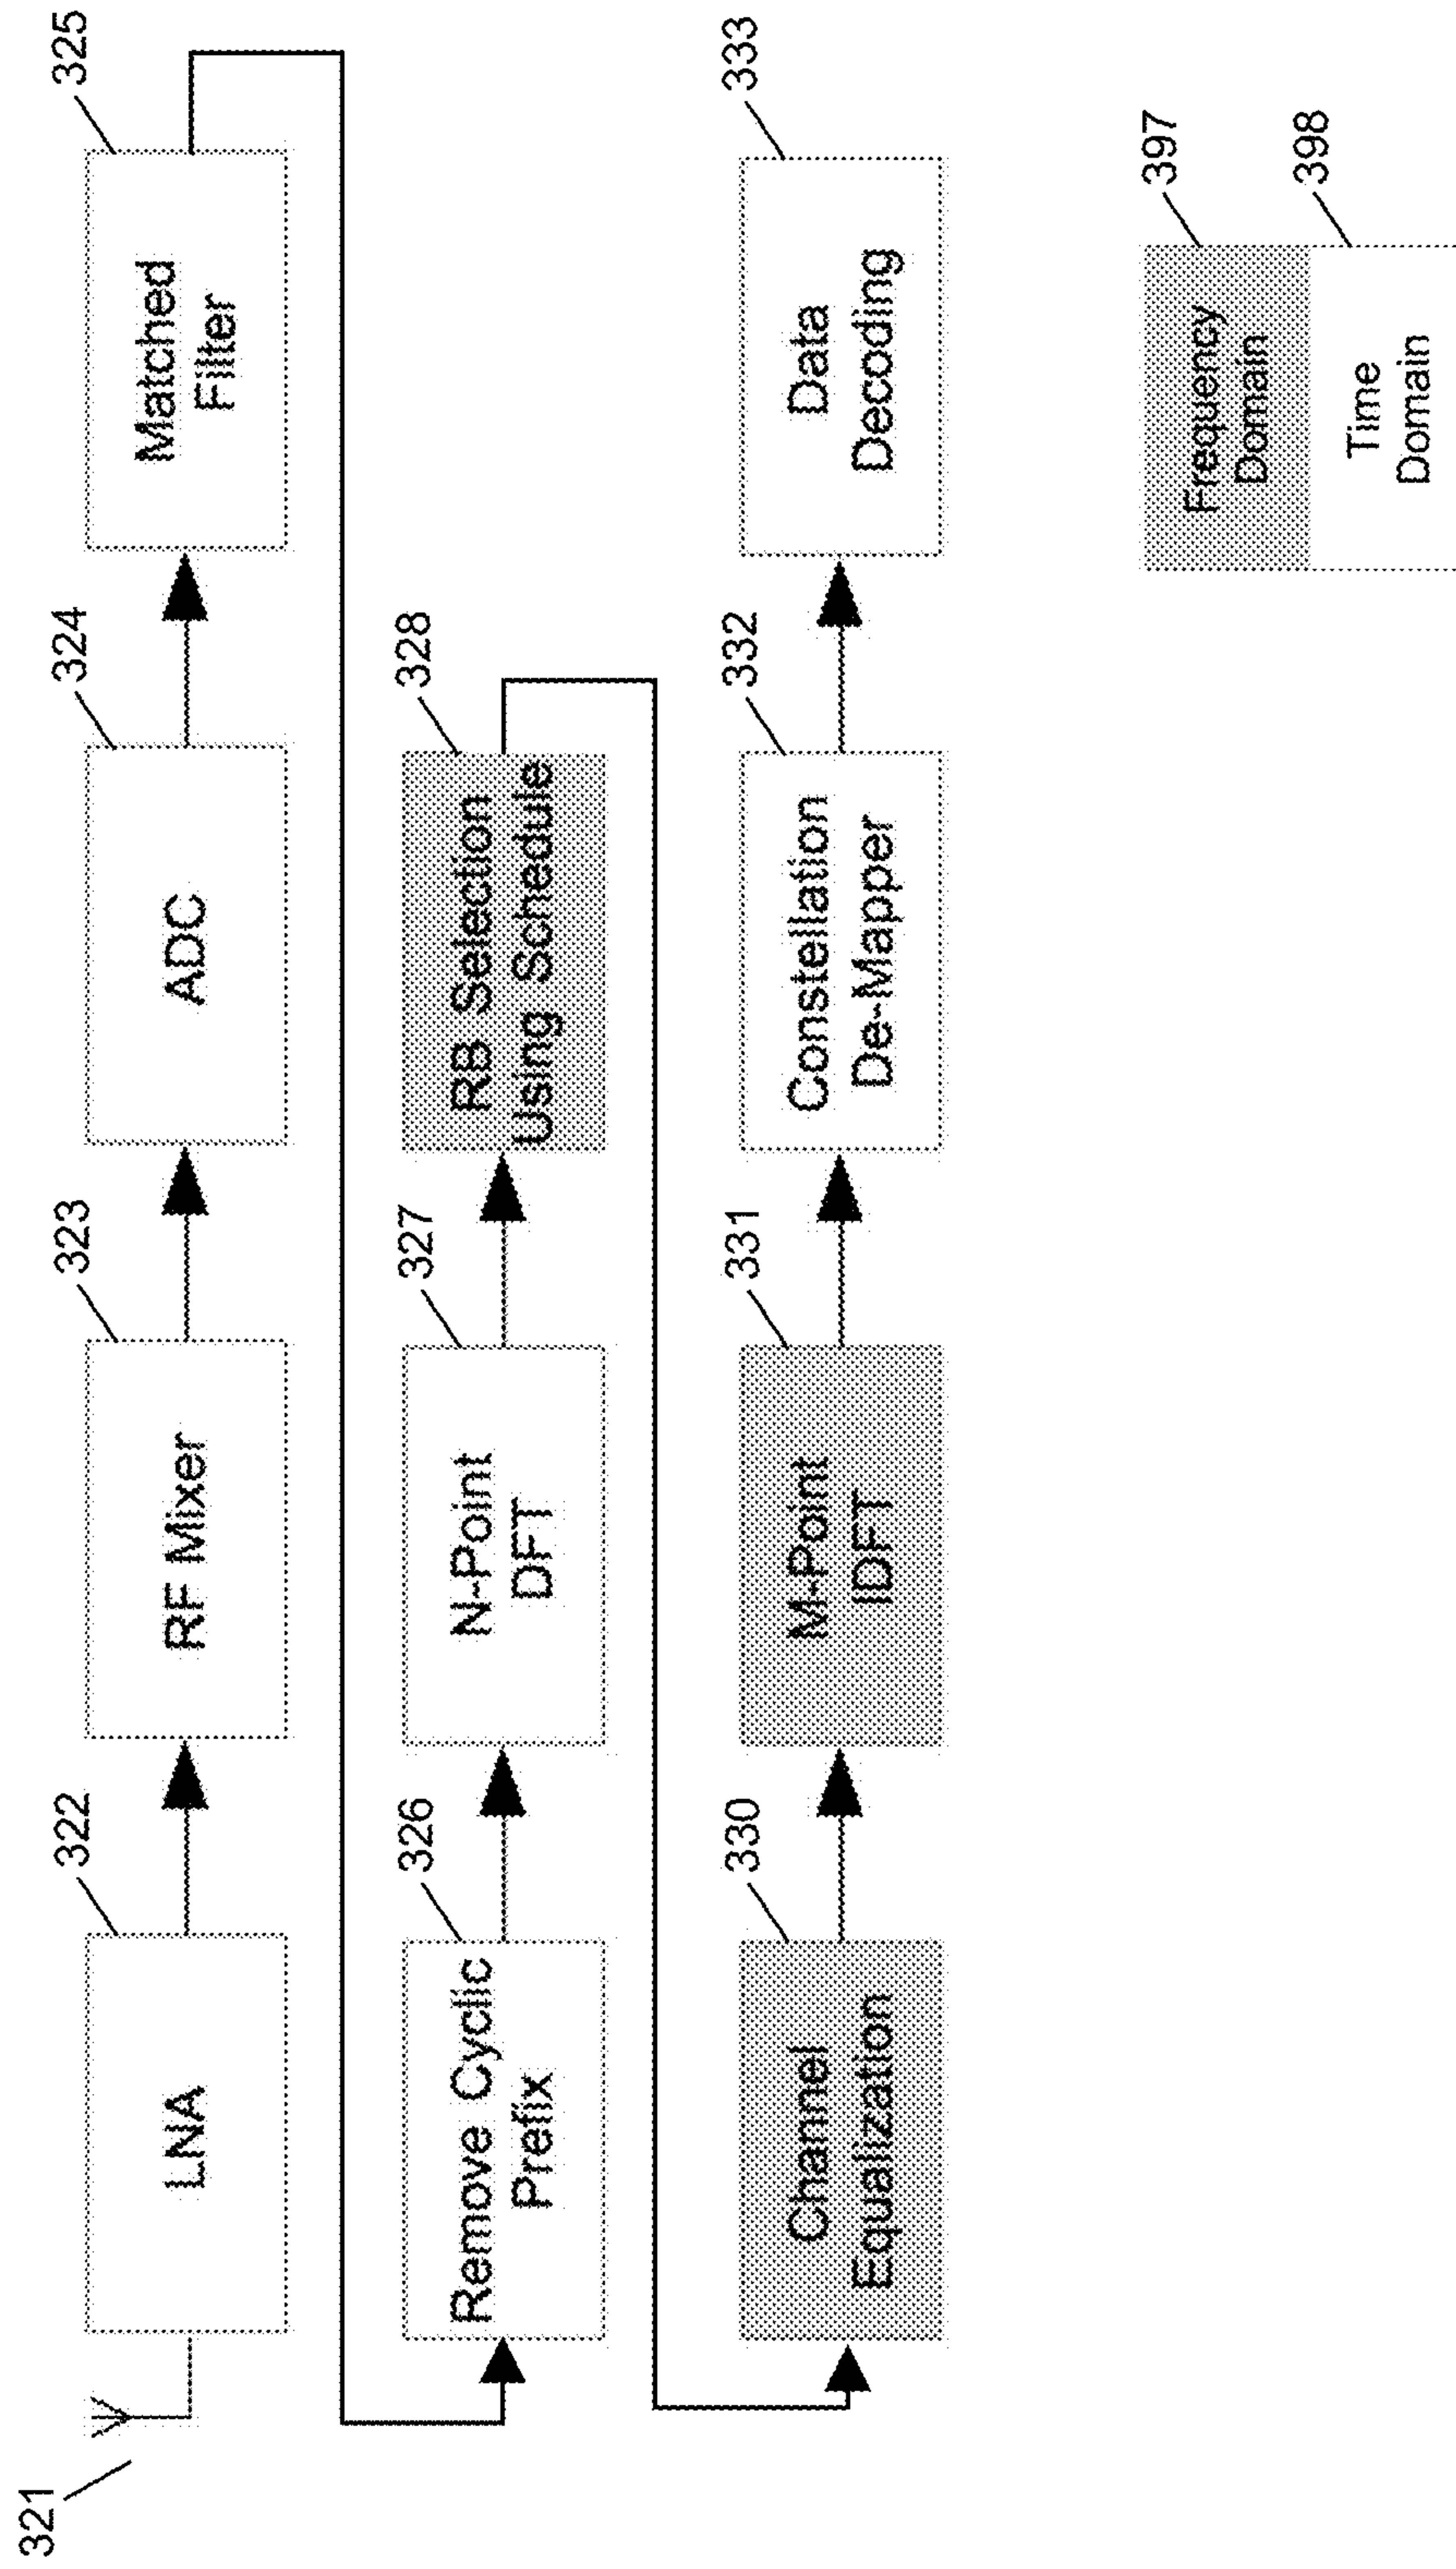 321
322
LNA
323
RF Mixer
324
ADC
325
Matched
Filter
326
Remove Cyclic
Prefix
327
N-Point
DFT
328
RB Selection
Using Schedule
330
Channel
Equalization
331
M-Point
IDFT
332
Constellation
De-Mapper
333
Data
Decoding
397
Frequency
Domain
398
Time
Domain